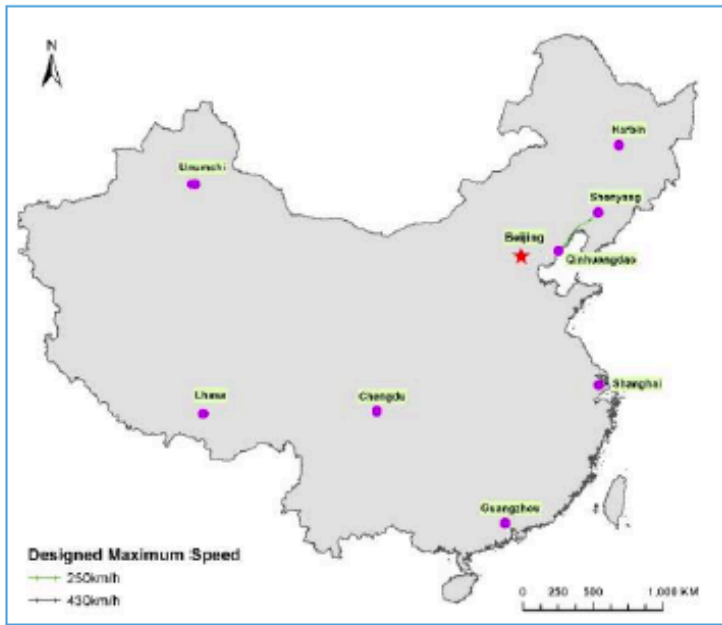 N
Harbin
Urumchi
Shenyang
Beijing
Qinhuangdao
Lhasa
Chengdu
Shanghai
Guangzhou
Designed Maximum Speed
250km/h
430km/h
0 250 500 1,000 KM